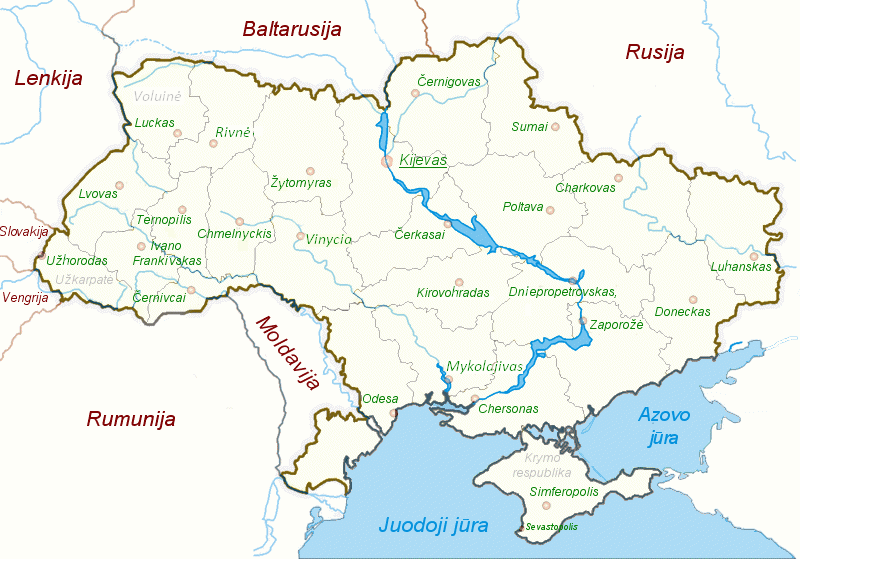 Baltarusija
Rusija
Lenkija
Černigovas
Voluinė
Luckas
Rivnė
Sumai
Kijevas
Žytomyras
Charkovas
Lvovas
Poltava
Ternopilis
Chmelnyckis
Vinycia
Čerkasai
Slovakija
Užhorodas
Ivano
Frankivskas
Luhanskas
Užkarpatė
Vengrija
Černivcai
Kirovohradas
Dniepropetrovskas
Doneckas
Zaporožė
Moldavija
Mykolajivas
Odesa
Chersonas
Rumunija
Azovo
jūra
Krymo
respublika
Simferopolis
Juodoji jūra
Sevastopolis